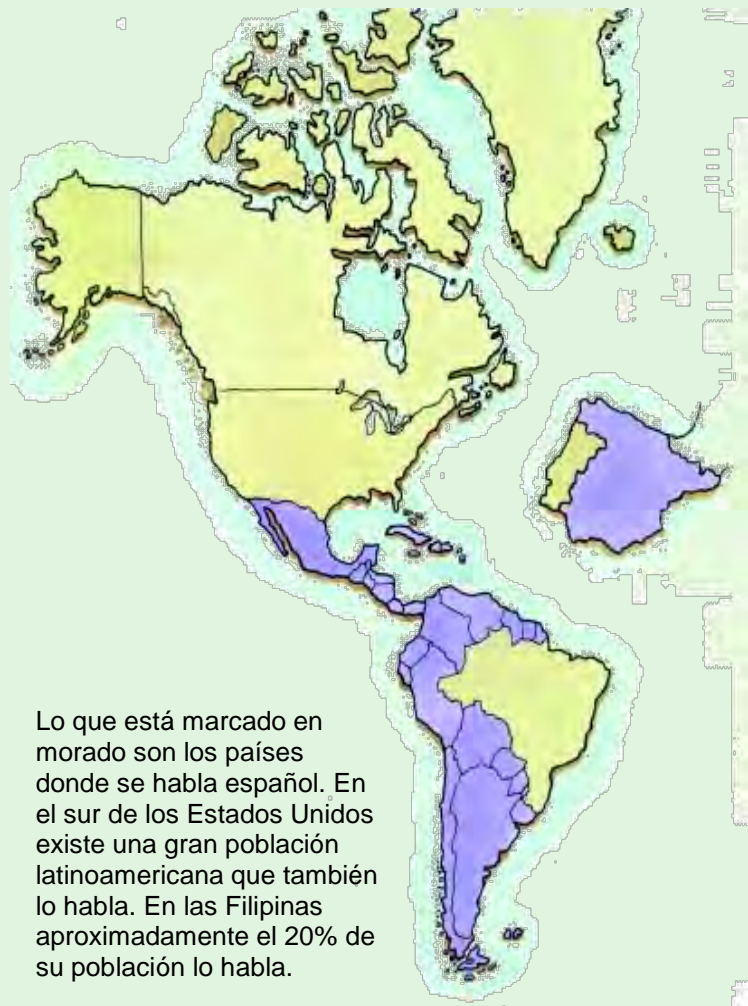 Lo que está marcado en
morado son los países
donde se habla español. En
el sur de los Estados Unidos
existe una gran población
latinoamericana que también
lo habla. En las Filipinas
aproximadamente el 20% de
su población lo habla.